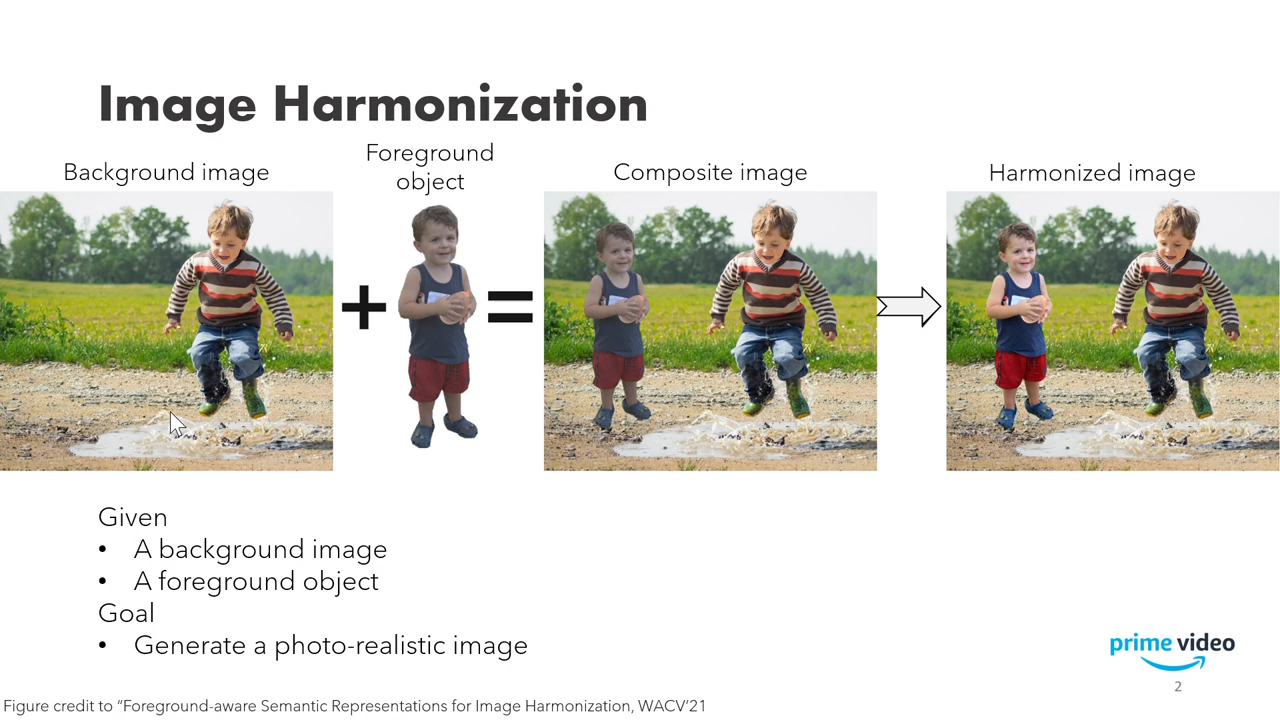 Image Harmonization
Background image
Foreground
object
Composite image
Harmonized image
+
=
Given
• A background image
• A foreground object
Goal
• Generate a photo-realistic image
prime video
2
Figure credit to “Foreground-aware Semantic Representations for Image Harmonization, WACV’21